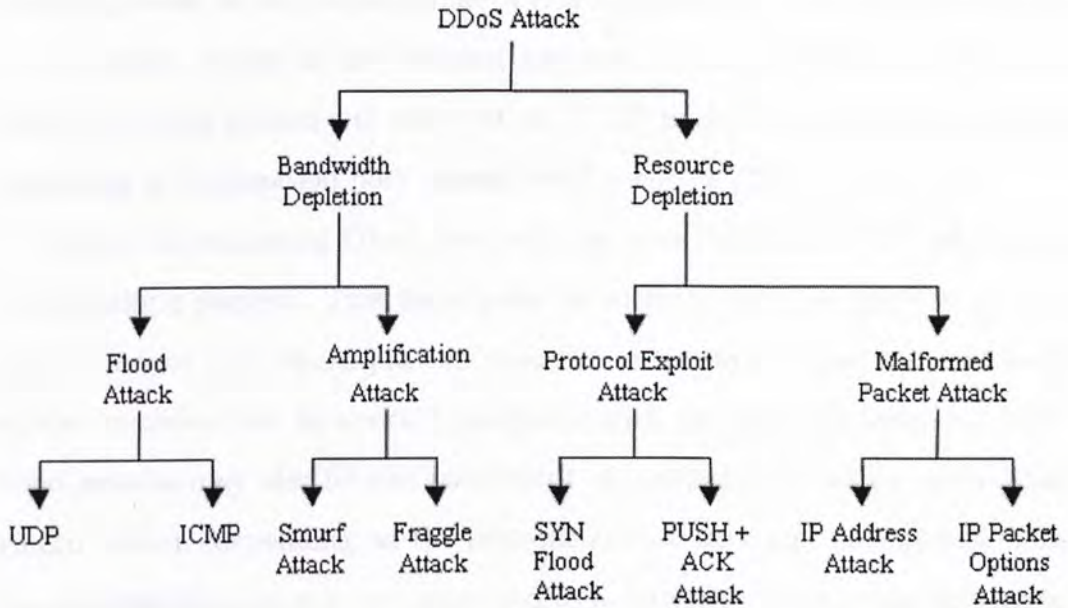 DDoS Attack
Bandwidth
Depletion
Resource
Depletion
Flood
Attack
Amplification
Attack
Protocol Exploit
Attack
Malformed
Packet Attack
UDP
ICMP
Smurf
Attack
Fraggle
Attack
SYN
Flood
Attack
PUSH +
ACK
Attack
IP Address
Attack
IP Packet
Options
Attack